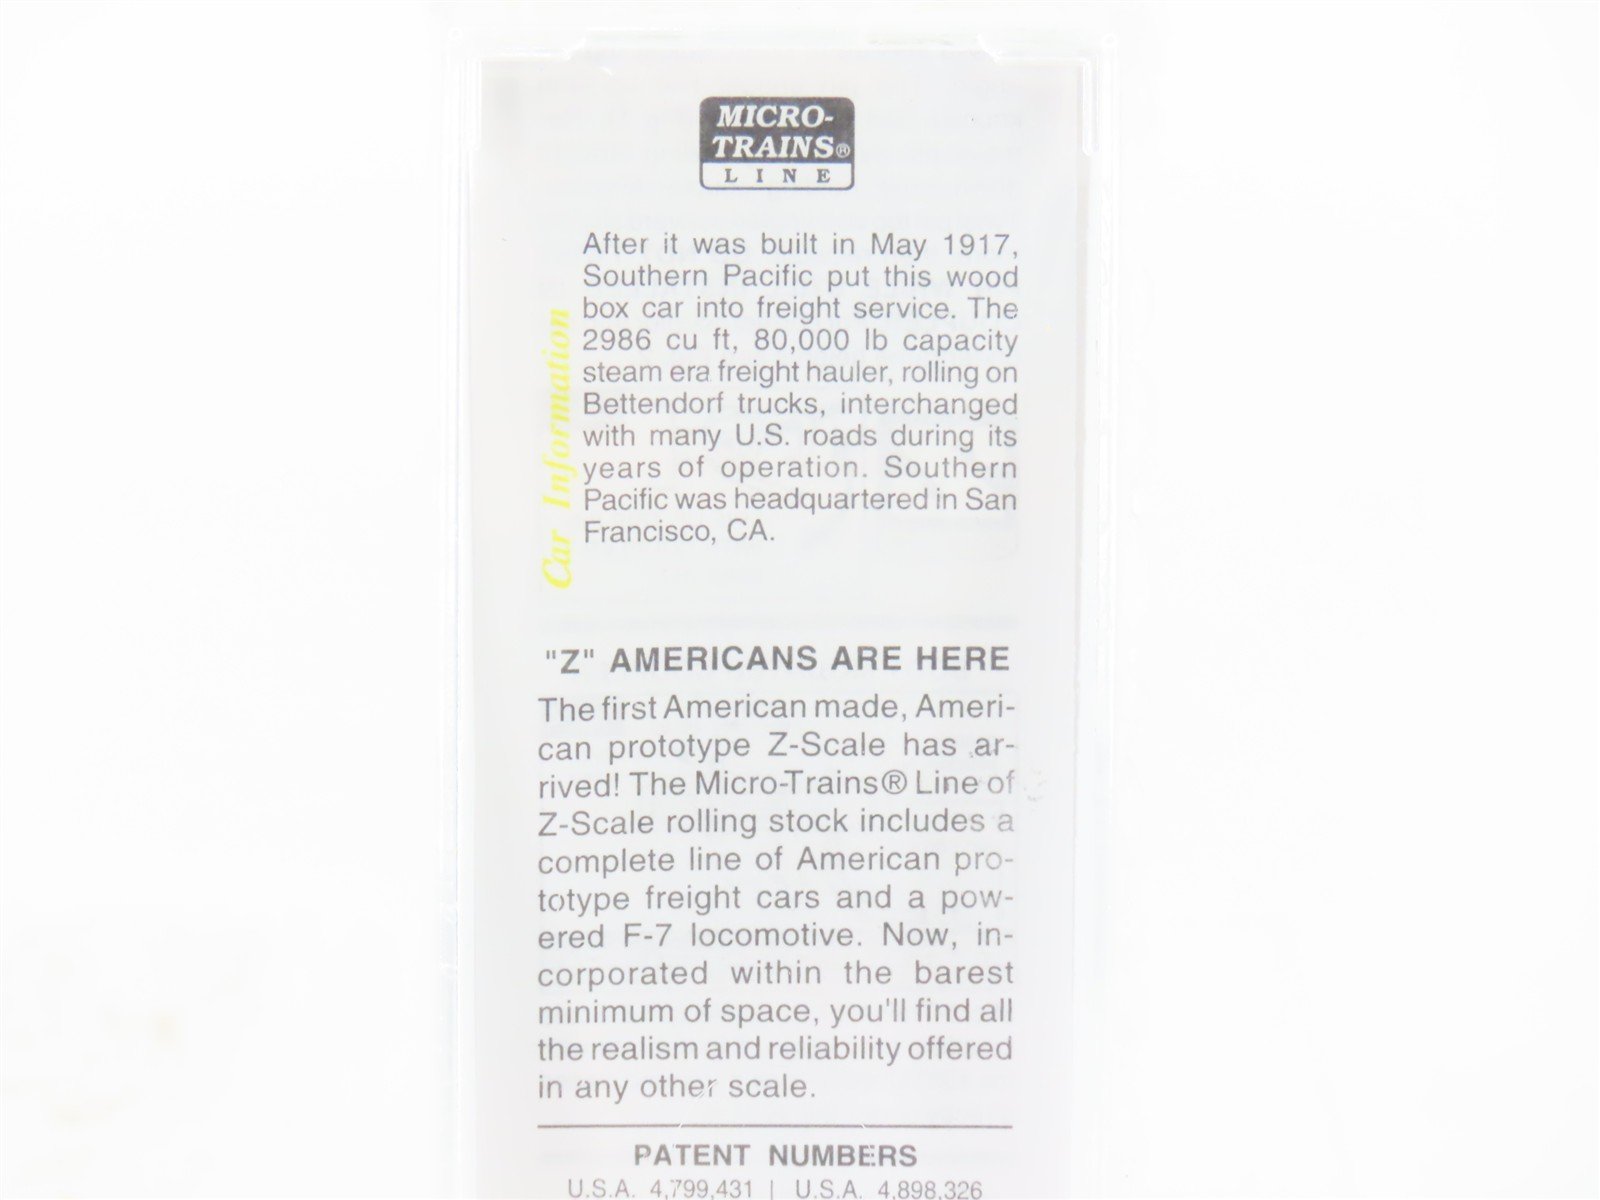 MICRO-
TRAINS®
LINE
After it was built in May 1917,
Southern Pacific put this wood
box car into freight service. The
2986 cu ft, 80,000 lb capacity
steam era freight hauler, rolling on
Bettendorf trucks, interchanged
with many U.S. roads during its
years of operation. Southern
Pacific was headquartered in San
Francisco, CA.
Car Information
"Z" AMERICANS ARE HERE
The first American made, Ameri-
can prototype Z-Scale has ar-
rived! The Micro-Trains® Line of
Z-Scale rolling stock includes a
complete line of American pro-
totype freight cars and a pow-
ered F-7 locomotive. Now, in-
corporated within the barest
minimum of space, you'll find all
the realism and reliability offered
in any other scale.
PATENT NUMBERS
U.S.A. 4,799,431 | U.S.A. 4,898,326